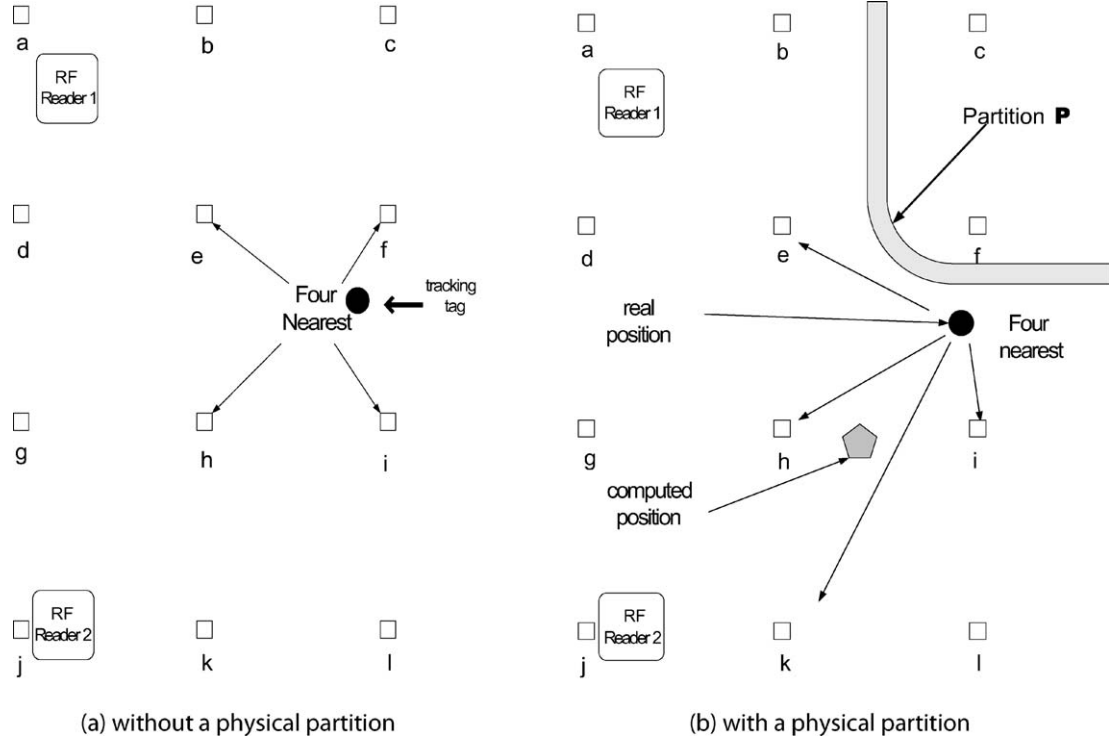 a
b
c
RF
Reader 1
d
e
f
Four
Nearest
tracking
tag
g
h
i
RF
Reader 2
j
k
l
(a) without a physical partition
a
b
c
RF
Reader 1
Partition P
d
e
f
real
position
Four
nearest
g
h
i
computed
position
RF
Reader 2
j
k
l
(b) with a physical partition